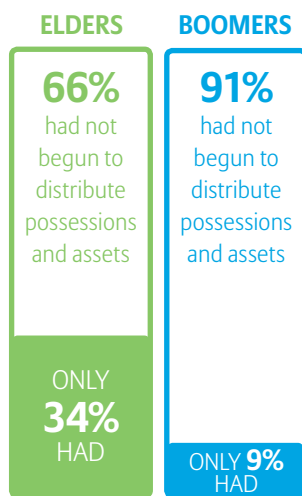 ELDERS
66%
had not
begun to
distribute
possessions
and assets
ONLY
34%
HAD
BOOMERS
91%
had not
begun to
distribute
possessions
and assets
ONLY 9%
HAD